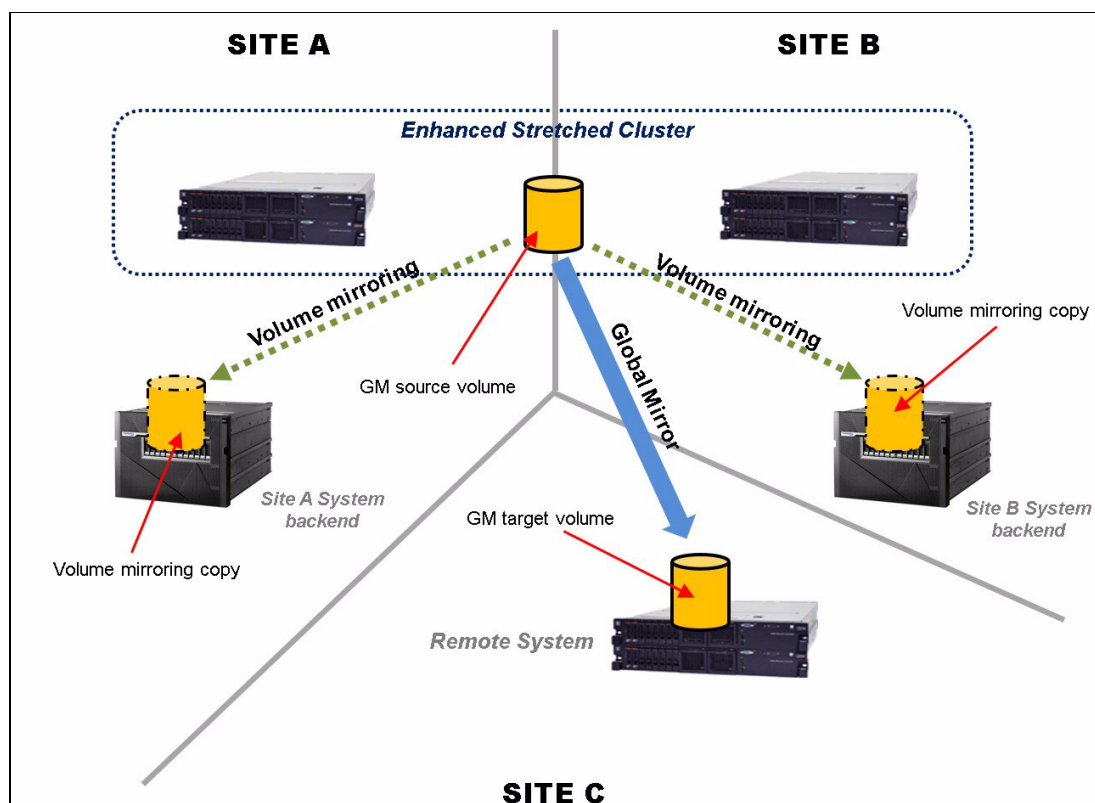 SITE A
SITE B
Enhanced Stretched Cluster
Volume mirroring
Volume mirroring
Volume mirroring copy
GM source volume
Global Mirror
Site A System
backend
GM target volume
Site B System
backend
Volume mirroring copy
Remote System
SITE C